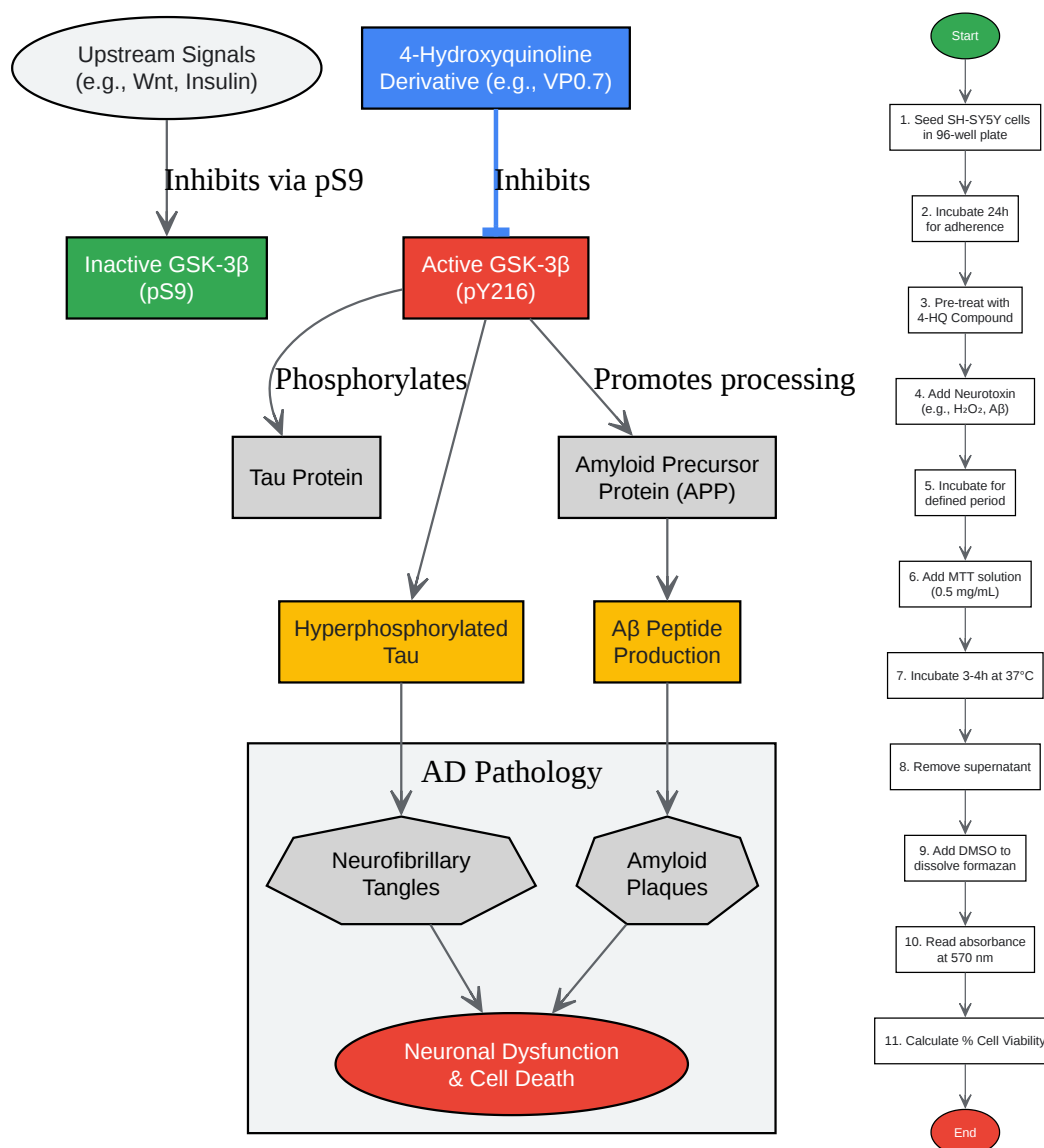 Upstream Signals
(e.g., Wnt, Insulin)
4-Hydroxyquinoline
Derivative (e.g., VP0.7)
Inhibits via pS9
Inhibits
Inactive GSK-3β
(pS9)
Active GSK-3β
(pY216)
Phosphorylates
Promotes processing
Tau Protein
Amyloid Precursor
Protein (APP)
Hyperphosphorylated
Tau
Aβ Peptide
Production
AD Pathology
Neurofibrillary
Tangles
Amyloid
Plaques
Neuronal Dysfunction
& Cell Death
Start
1. Seed SH-SY5Y cells
in 96-well plate
2. Incubate 24h
for adherence
3. Pre-treat with
4-HQ Compound
4. Add Neurotoxin
(e.g., H₂O₂, Aβ)
5. Incubate for
defined period
6. Add MTT solution
(0.5 mg/mL)
7. Incubate 3-4h at 37°C
8. Remove supernatant
9. Add DMSO to
dissolve formazan
10. Read absorbance
at 570 nm
11. Calculate % Cell Viability
End